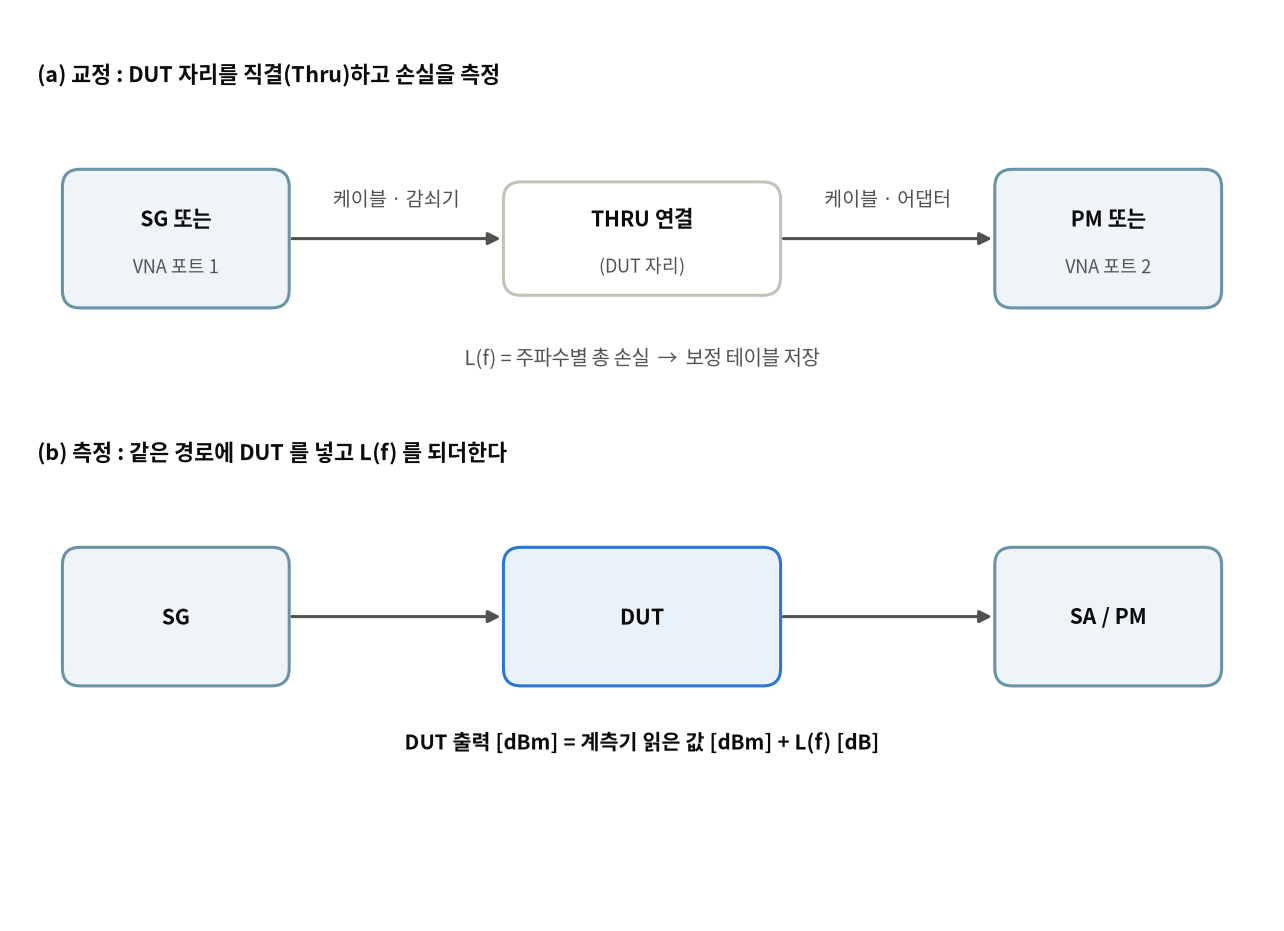 (a) 교정 : DUT 자리를 직결(Thru)하고 손실을 측정
케이블 · 감쇠기
케이블 · 어댑터
SG 또는
VNA 포트 1
THRU 연결
(DUT 자리)
PM 또는
VNA 포트 2
L(f) = 주파수별 총 손실 → 보정 테이블 저장
(b) 측정 : 같은 경로에 DUT 를 넣고 L(f) 를 되더한다
SG
DUT
SA / PM
DUT 출력 [dBm] = 계측기 읽은 값 [dBm] + L(f) [dB]